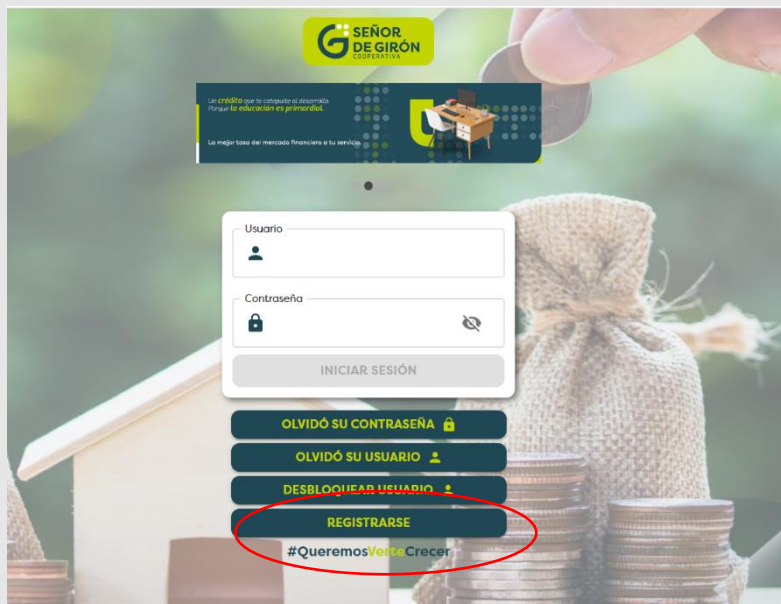 SEÑOR
DE GIRÓN
COOPERATIVA
Un crédito que te catapulte al desarrollo
Porque la educación es primordial.
La mejor tasa del mercado financiero a tu servicio.
Usuario
Contraseña
INICIAR SESIÓN
OLVIDÓ SU CONTRASEÑA
OLVIDÓ SU USUARIO
DESBLOQUEAR USUARIO
REGISTRARSE
#QueremosVerteCrecer